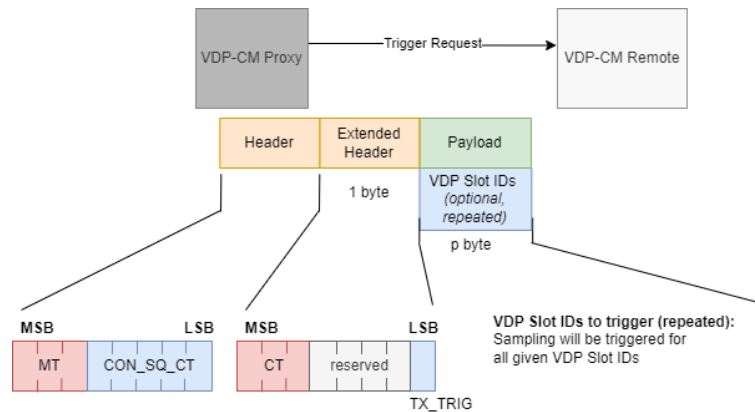 VDP-CM Proxy
Trigger Request
VDP-CM Remote
Header
Extended
Header
Payload
1 byte
VDP Slot IDs
(optional,
repeated)
p byte
MSB
LSB
MSB
LSB
MT
CON_SQ_CT
CT
reserved
TX_TRIG
VDP Slot IDs to trigger (repeated):
Sampling will be triggered for
all given VDP Slot IDs